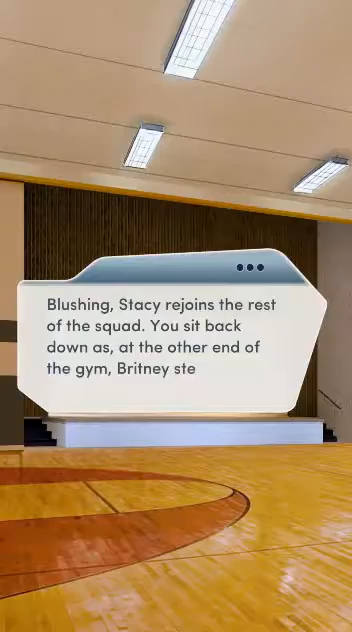 Blushing, Stacy rejoins the rest
of the squad. You sit back
down as, at the other end of
the gym, Britney ste